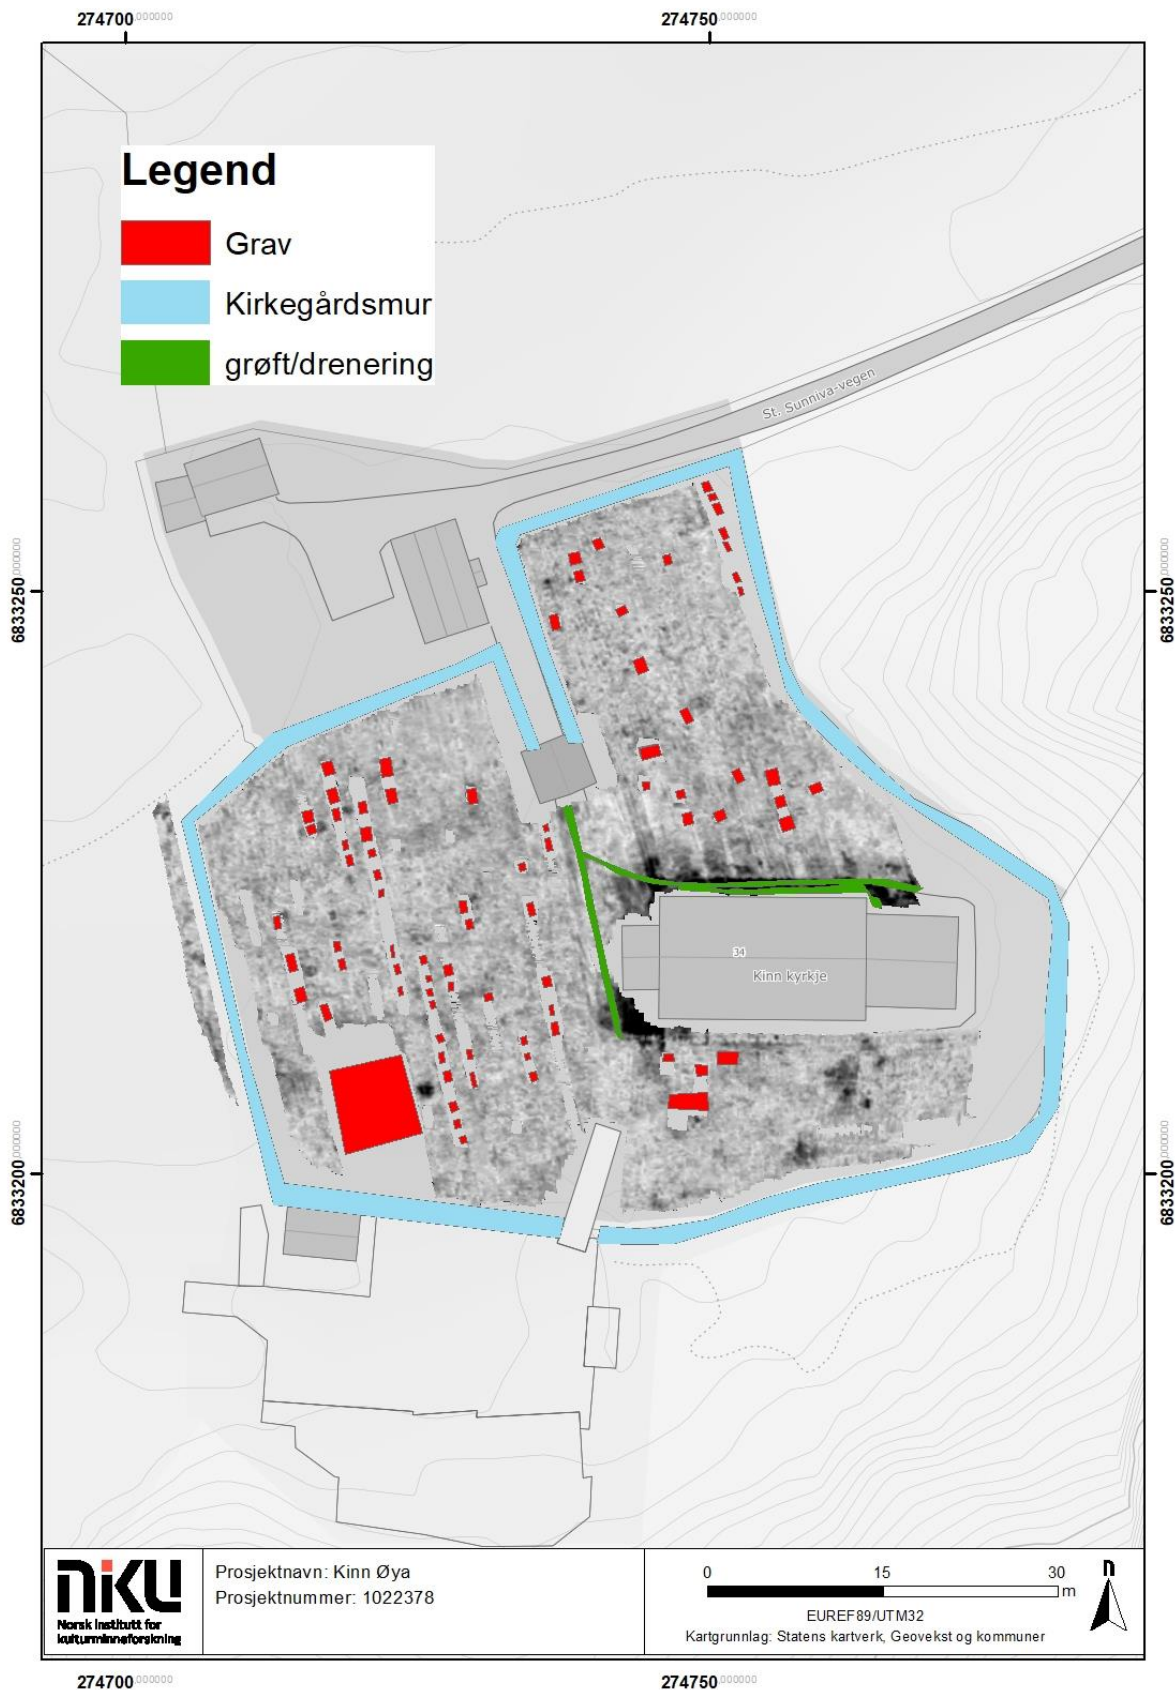 274700.000000
274750.000000
Legend
Grav
Kirkegårdsmur
grøft/drenering
St. Sunniva-vegen
6833250.000000
6833250.000000
34
Kinn kyrkje
6833200.000000
6833200.000000
niku
Norsk institutt for
kulturminneforskning
Prosjektnavn: Kinn Øya
Prosjektnummer: 1022378
0 15 30
m
EUREF89/UTM32
Kartgrunnlag: Statens kartverk, Geovekst og kommuner
n
274700.000000
274750.000000